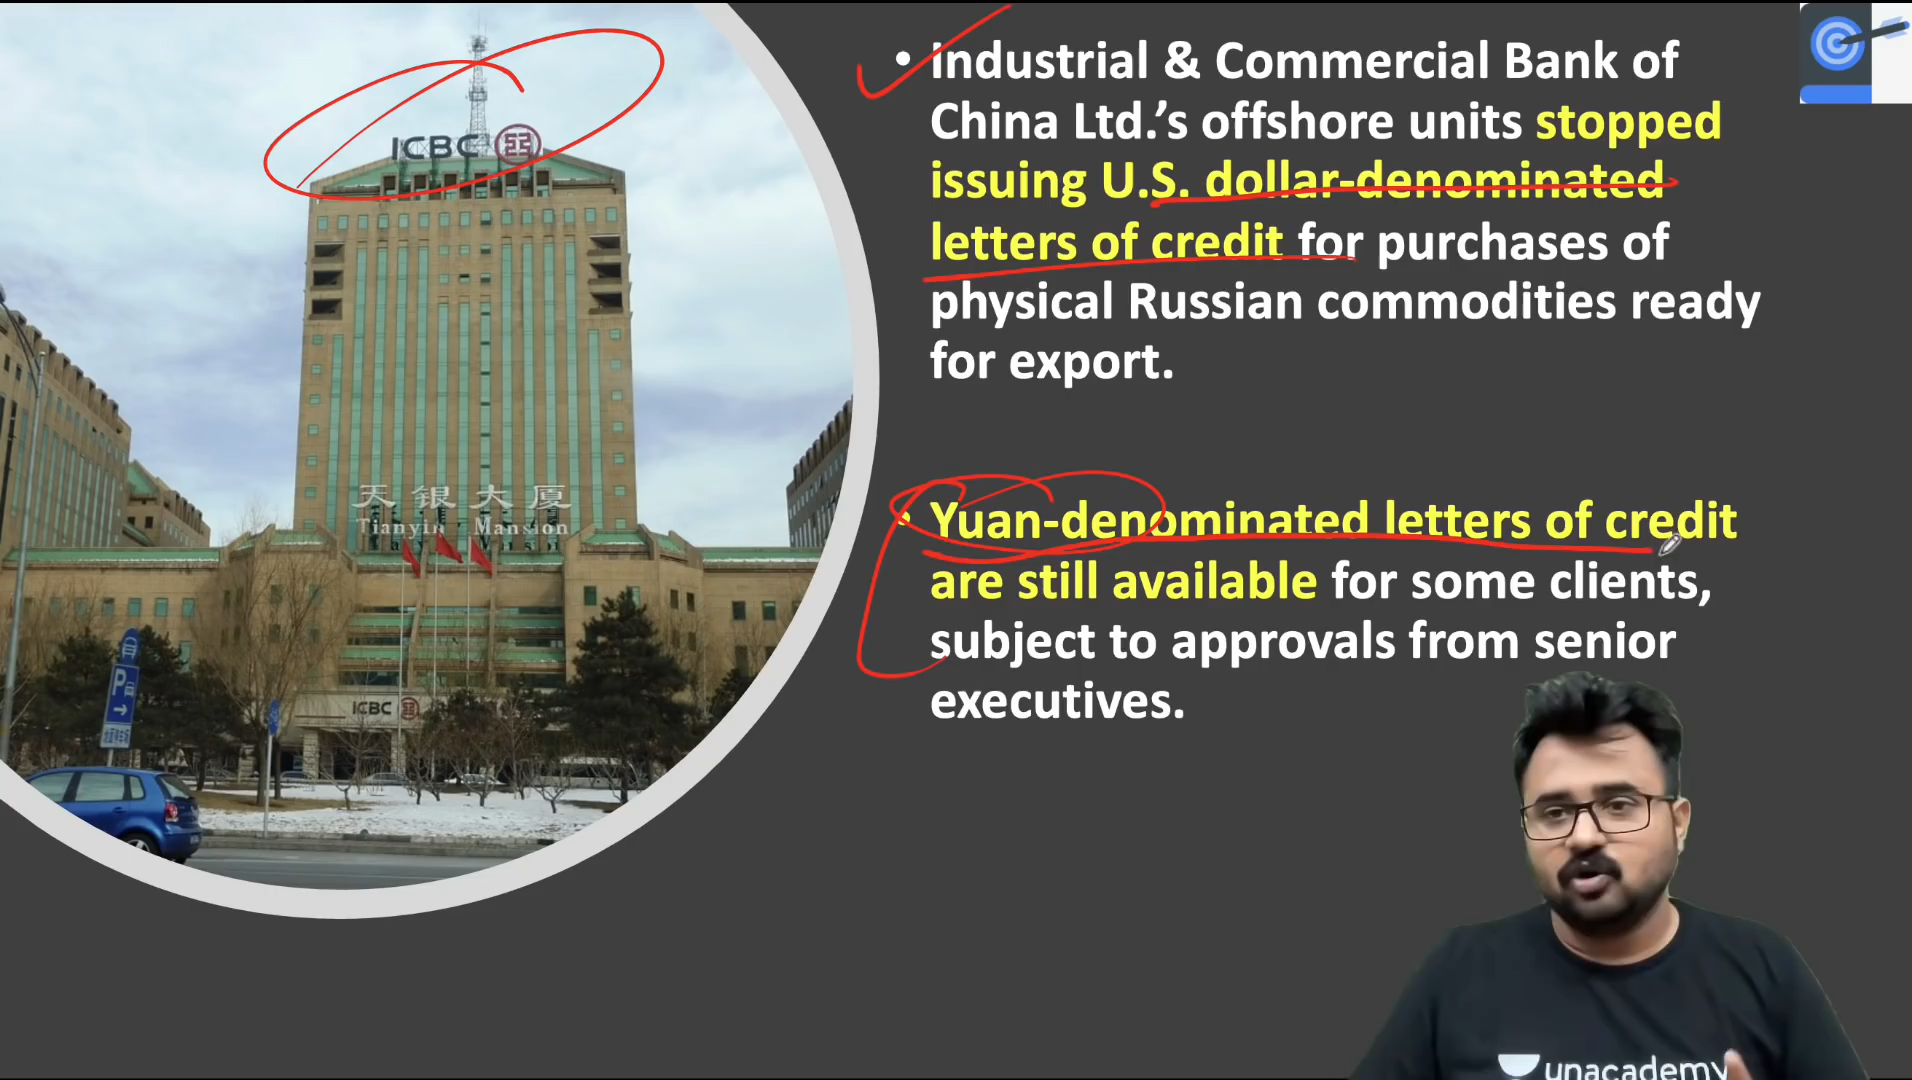 ICBC
天银大厦
Tianyin Mansion
ICBC
P
• Industrial & Commercial Bank of
China Ltd.’s offshore units stopped
issuing U.S. dollar-denominated
letters of credit for purchases of
physical Russian commodities ready
for export.
• Yuan-denominated letters of credit
are still available for some clients,
subject to approvals from senior
executives.
unacademy